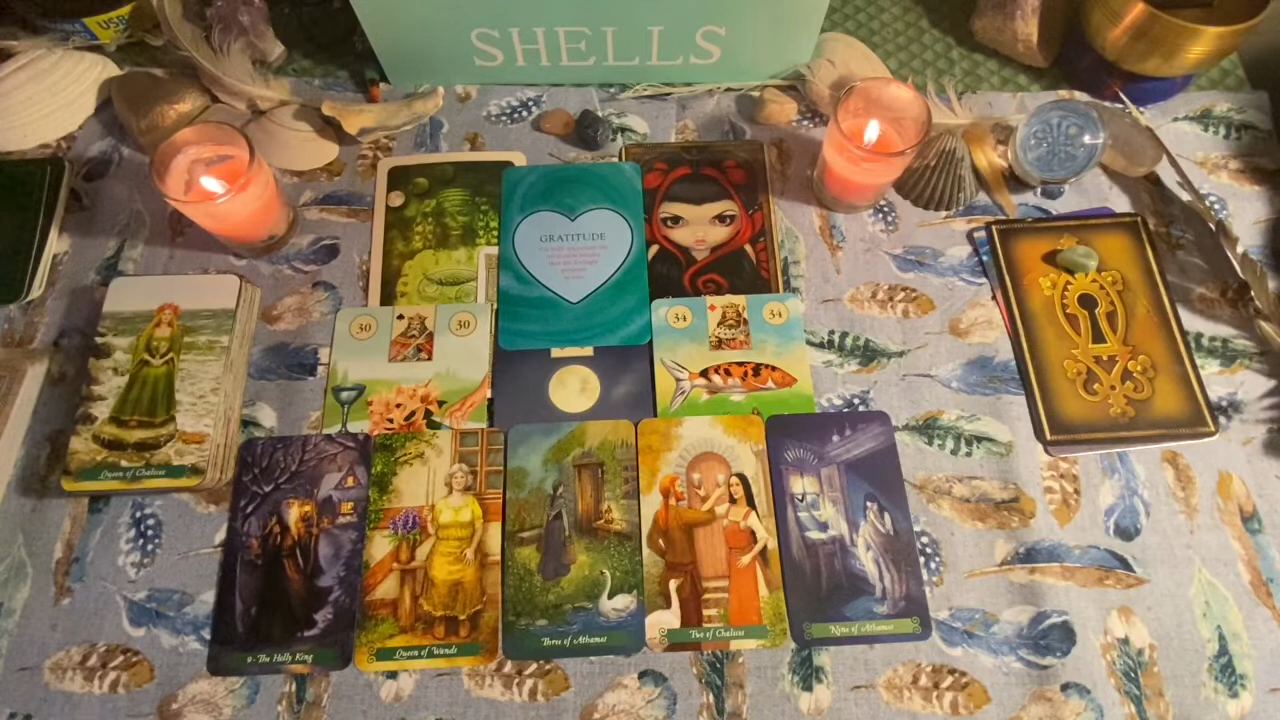 USB
SHELLS
GRATITUDE
30
30
34
34
Queen of Chalices
9 · The Holly King
Queen of Wands
Three of Athames
Two of Chalices
Nine of Athames